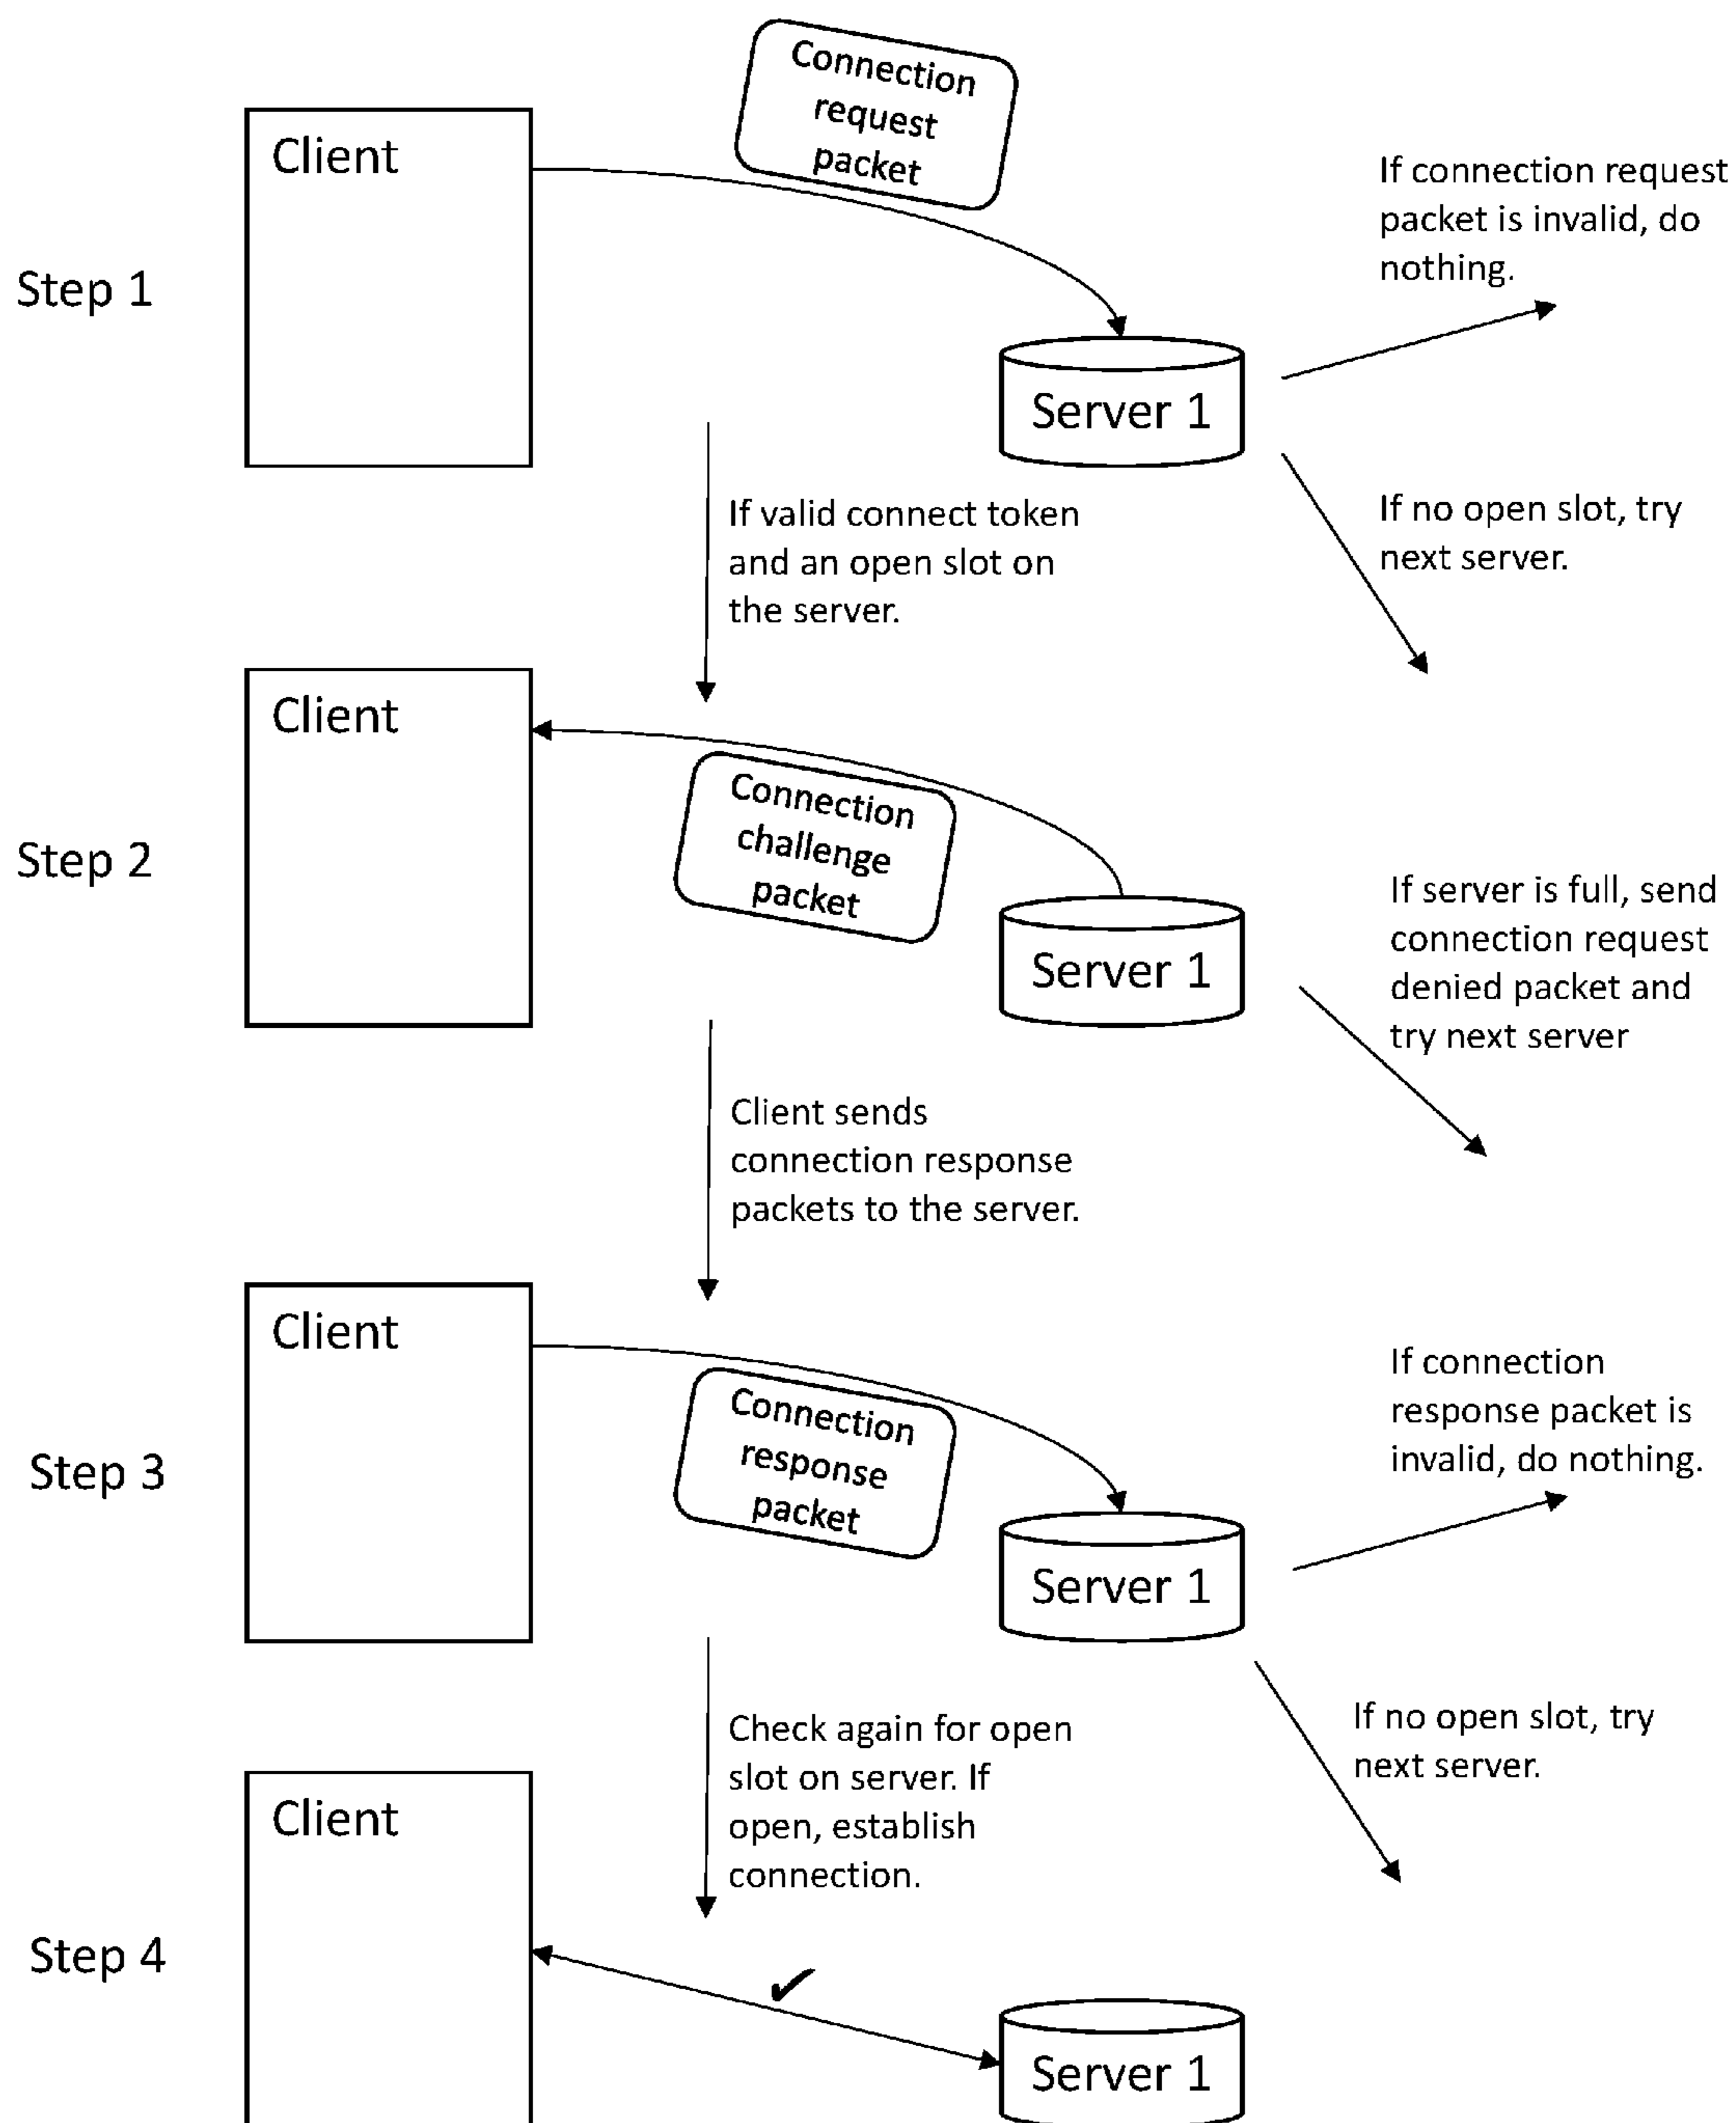 Connection
request
packet
Client
If connection request
packet is invalid, do
nothing.
Step 1
Server 1
If valid connect token
and an open slot on
the server.
If no open slot, try
next server.
Client
Connection
challenge
packet
Step 2
If server is full, send
connection request
denied packet and
try next server
Server 1
Client sends
connection response
packets to the server.
Client
Connection
response
packet
If connection
response packet is
invalid, do nothing.
Step 3
Server 1
Check again for open
slot on server. If
open, establish
connection.
If no open slot, try
next server.
Client
Step 4
Server 1